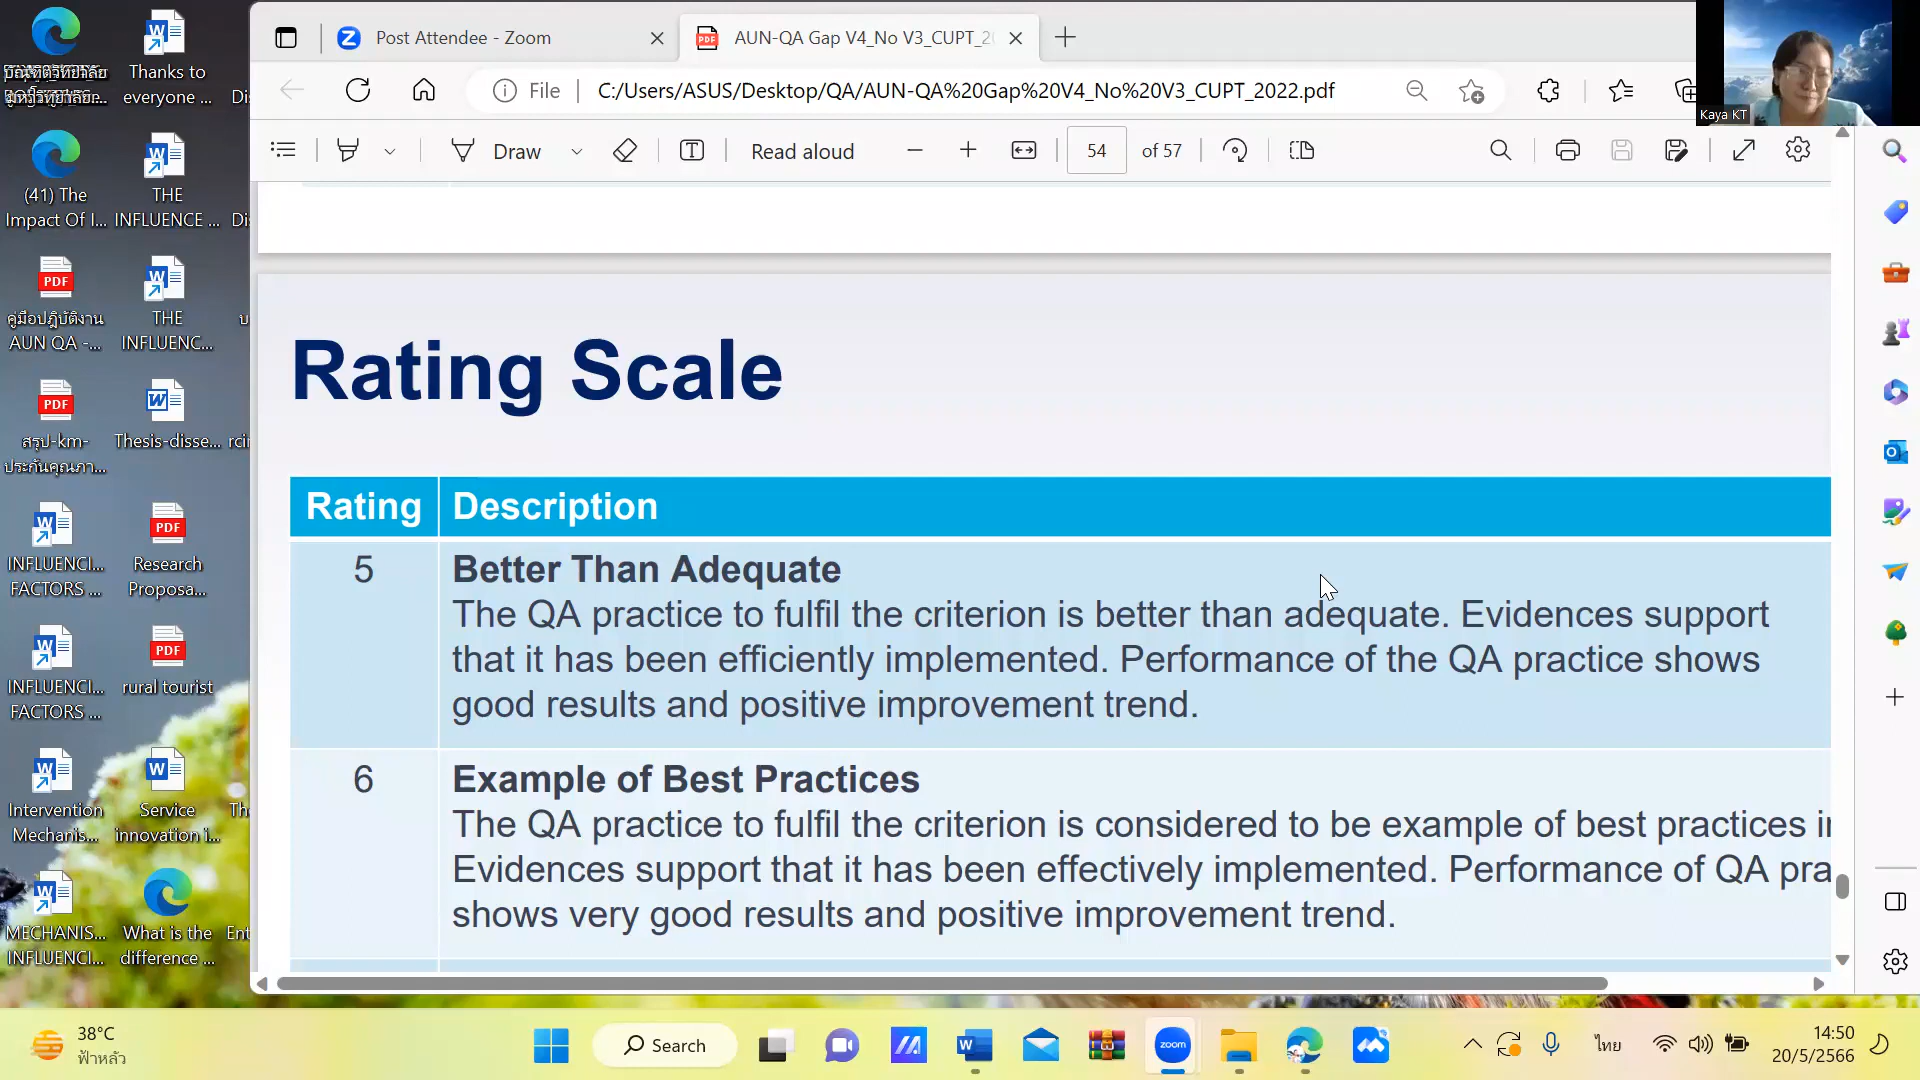 Post Attendee - Zoom
AUN-QA Gap V4_No V3_CUPT_20
File
C:/Users/ASUS/Desktop/QA/AUN-QA%20Gap%20V4_No%20V3_CUPT_2022.pdf
Kaya KT
Draw
Read aloud
54
of 57
Rating Scale
Rating
Description
5
Better Than Adequate
The QA practice to fulfil the criterion is better than adequate. Evidences support
that it has been efficiently implemented. Performance of the QA practice shows
good results and positive improvement trend.
6
Example of Best Practices
The QA practice to fulfil the criterion is considered to be example of best practices in
Evidences support that it has been effectively implemented. Performance of QA pra
shows very good results and positive improvement trend.
Thanks to
everyone ...
(41) The
Impact Of I...
THE
INFLUENCE ...
คู่มือปฏิบัติงาน
AUN QA -...
THE
INFLUENC...
สรุป-km-
ประกันคุณภา...
Thesis-disse...
INFLUENCI...
FACTORS ...
Research
Proposa...
INFLUENCI...
FACTORS ...
rural tourist
Intervention
Mechanis...
Service
innovation i...
MECHANIS...
INFLUENCI...
What is the
difference ...
38°C
ฟ้าหลัว
Search
zoom
ไทย
14:50
20/5/2566